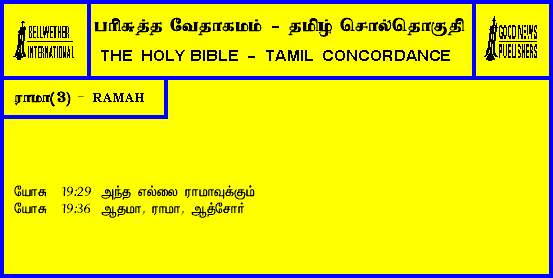 BELLWETHER
INTERNATIONAL
பரிசுத்த வேதாகமம் - தமிழ் சொல்தொகுதி
THE HOLY BIBLE - TAMIL CONCORDANCE
GOOD NEWS
PUBLISHERS
ராமா(3) - RAMAH
யோசு 19:29 அந்த எல்லை ராமாவுக்கும்
யோசு 19:36 ஆதமா, ராமா, ஆத்சோர்